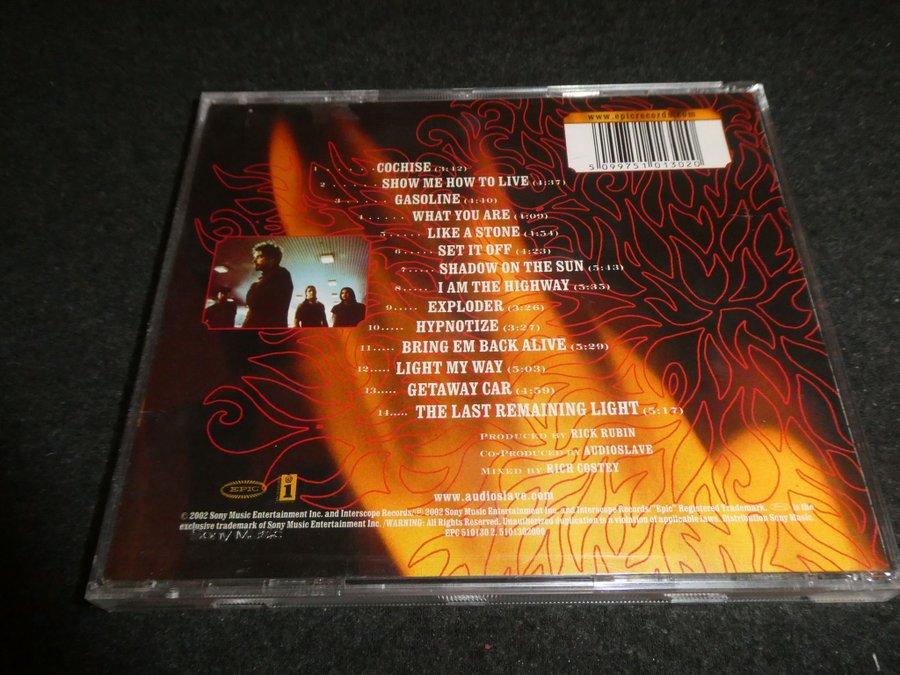 www.epicrecords.com
5 099751 013020
1 . . . . . . COCHISE (3:42)
2 . . . . . . SHOW ME HOW TO LIVE (4:37)
3 . . . . . . GASOLINE (4:40)
4 . . . . . WHAT YOU ARE (4:09)
5 . . . . . LIKE A STONE (4:54)
6 . . . . . SET IT OFF (4:23)
7 . . . . . SHADOW ON THE SUN (5:43)
8 . . . . . I AM THE HIGHWAY (5:35)
9 . . . . . EXPLODER (3:26)
10 . . . . . HYPNOTIZE (3:27)
11 . . . . . BRING EM BACK ALIVE (5:29)
12 . . . . . LIGHT MY WAY (5:03)
13 . . . . . GETAWAY CAR (4:59)
14 . . . . . THE LAST REMAINING LIGHT (5:17)
PRODUCED BY RICK RUBIN
CO-PRODUCED BY AUDIOSLAVE
MIXED BY RICH COSTEY
EPIC
i
www.audioslave.com
© 2002 Sony Music Entertainment Inc. and Interscope Records/℗ 2002 Sony Music Entertainment Inc. and Interscope Records/"Epic" Registered Trademark. is the
exclusive trademark of Sony Music Entertainment Inc. /WARNING: All Rights Reserved. Unauthorized duplication is a violation of applicable laws. Distribution Sony Music
EPC 510130 2. 5101302000